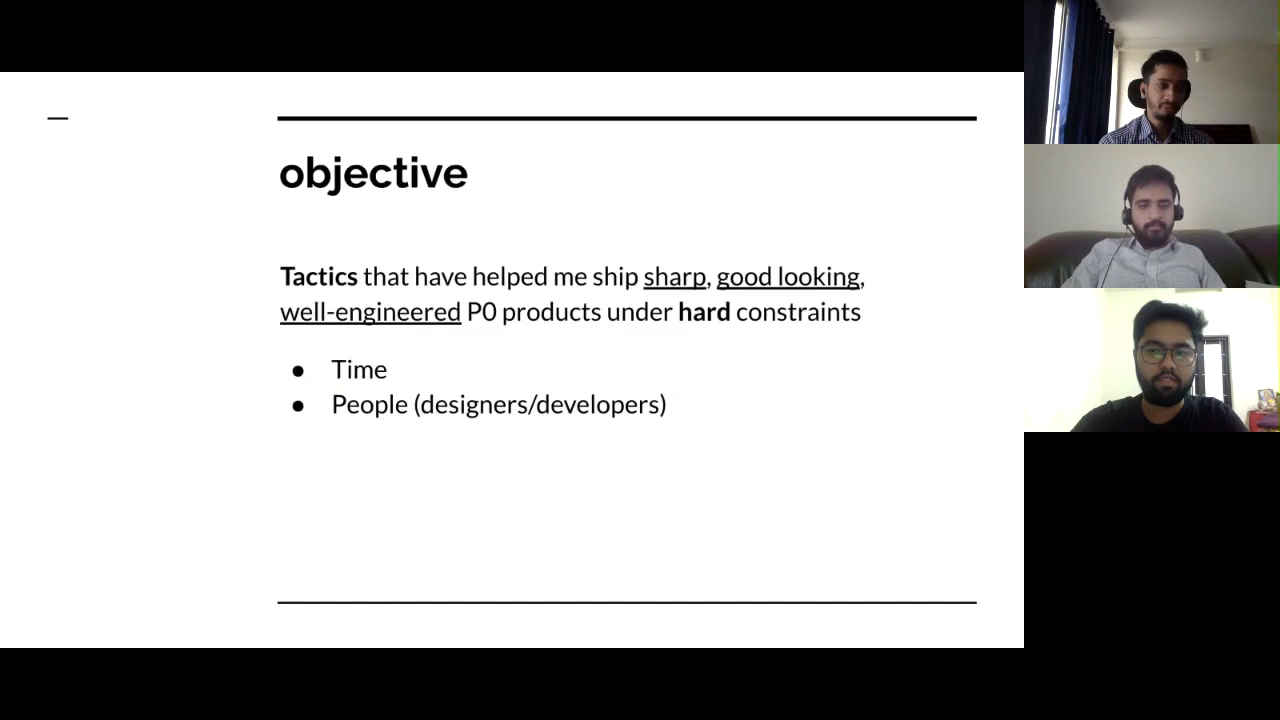 objective
Tactics that have helped me ship sharp, good looking,
well-engineered P0 products under hard constraints
● Time
● People (designers/developers)